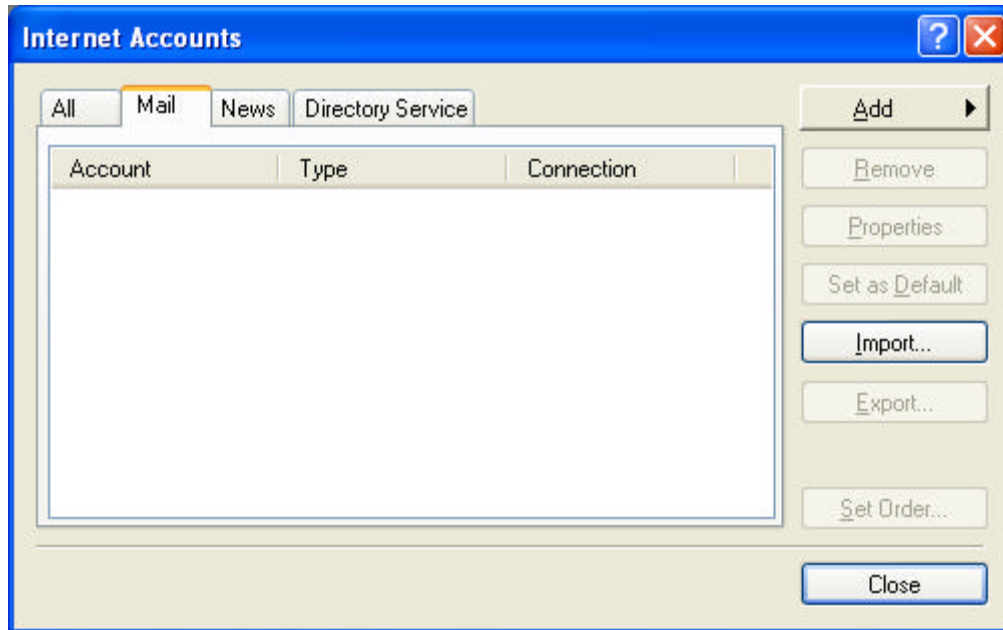 Internet Accounts
All Mail News Directory Service
Account Type Connection
Add
Remove
Properties
Set as Default
Import...
Export...
Set Order...
Close